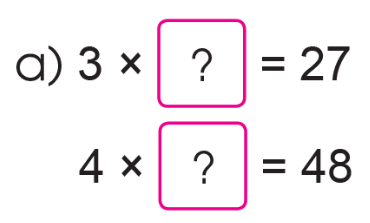 a) 3 × ? = 27
4 × ? = 48